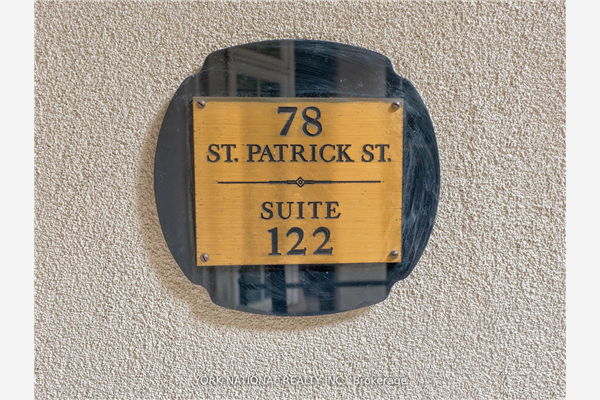 78
ST. PATRICK ST.
SUITE
122
YORK NATIONAL REALTY INC., Brokerage